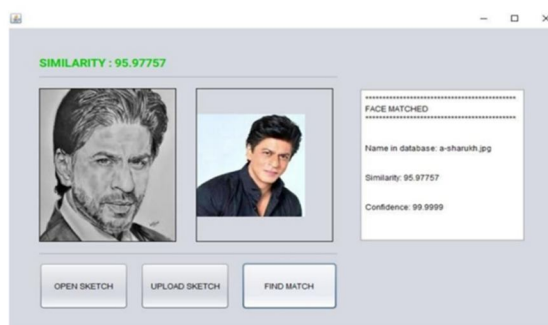 SIMILARITY : 95.97757
**********************************************
FACE MATCHED
**********************************************
Name in database: a-sharukh.jpg
Similarity: 95.97757
Confidence: 99.9999
OPEN SKETCH
UPLOAD SKETCH
FIND MATCH